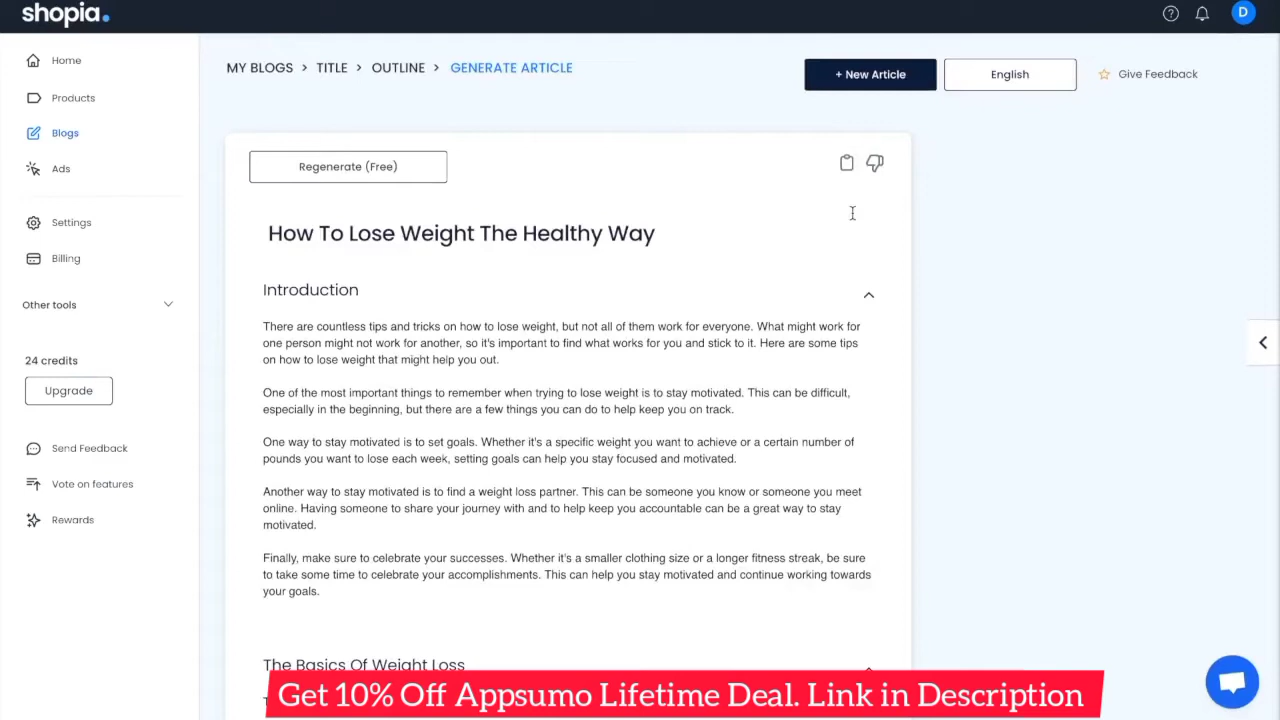 shopia.
D
Home
Products
Blogs
Ads
Settings
Billing
Other tools
24 credits
Upgrade
Send Feedback
Vote on features
Rewards
MY BLOGS > TITLE > OUTLINE > GENERATE ARTICLE
+ New Article
English
Give Feedback
Regenerate (Free)
How To Lose Weight The Healthy Way
Introduction
There are countless tips and tricks on how to lose weight, but not all of them work for everyone. What might work for
one person might not work for another, so it's important to find what works for you and stick to it. Here are some tips
on how to lose weight that might help you out.
One of the most important things to remember when trying to lose weight is to stay motivated. This can be difficult,
especially in the beginning, but there are a few things you can do to help keep you on track.
One way to stay motivated is to set goals. Whether it's a specific weight you want to achieve or a certain number of
pounds you want to lose each week, setting goals can help you stay focused and motivated.
Another way to stay motivated is to find a weight loss partner. This can be someone you know or someone you meet
online. Having someone to share your journey with and to help keep you accountable can be a great way to stay
motivated.
Finally, make sure to celebrate your successes. Whether it's a smaller clothing size or a longer fitness streak, be sure
to take some time to celebrate your accomplishments. This can help you stay motivated and continue working towards
your goals.
The Basics Of Weight Loss
Get 10% Off Appsumo Lifetime Deal. Link in Description